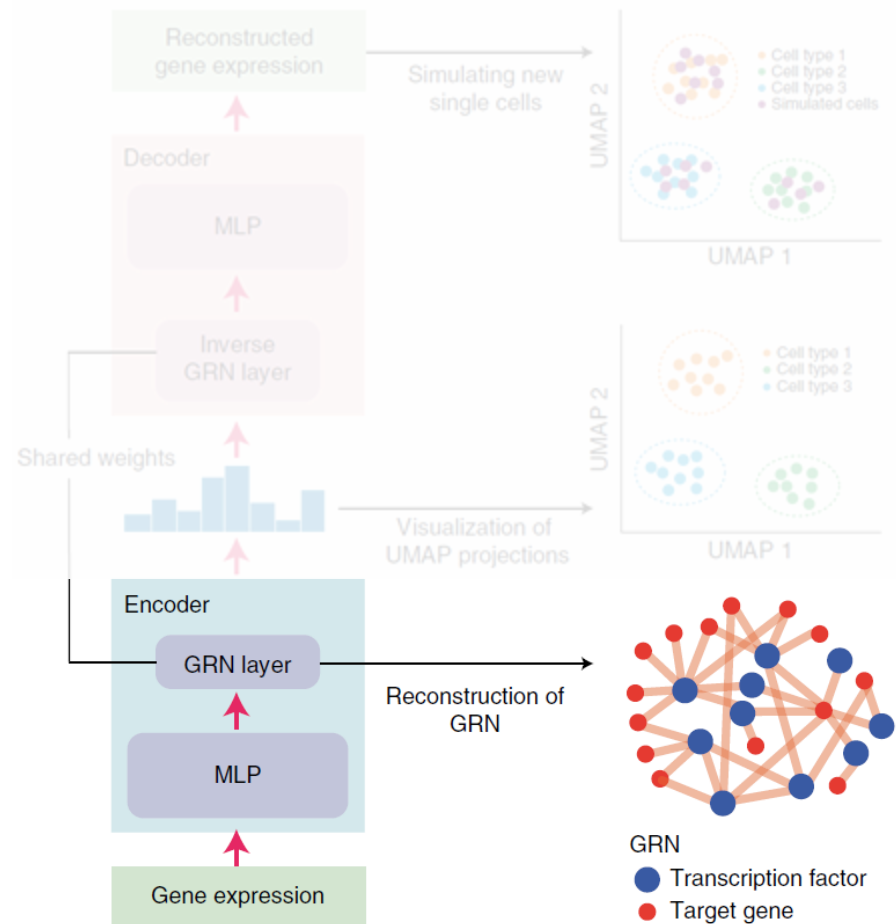 Reconstructed
gene expression
Simulating new
single cells
UMAP 2
Cell type 1
Cell type 2
Cell type 3
Simulated cells
UMAP 1
Decoder
MLP
Inverse
GRN layer
Shared weights
Visualization of
UMAP projections
UMAP 2
Cell type 1
Cell type 2
Cell type 3
UMAP 1
Encoder
GRN layer
MLP
Gene expression
Reconstruction of
GRN
GRN
Transcription factor
Target gene